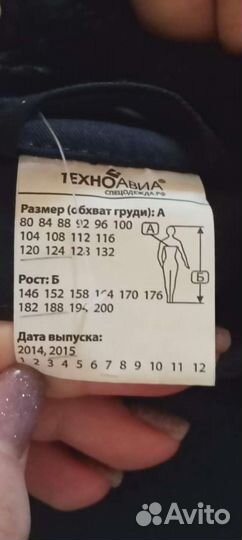 ТЕХНОАВИА®
СПЕЦОДЕЖДА.РФ
Размер (обхват груди): А
80 84 88 92 96 100
104 108 112 116
120 124 128 132
А
Б
Рост: Б
146 152 158 164 170 176
182 188 194 200
Дата выпуска:
2014, 2015
1 2 3 4 5 6 7 8 9 10 11 12
Avito